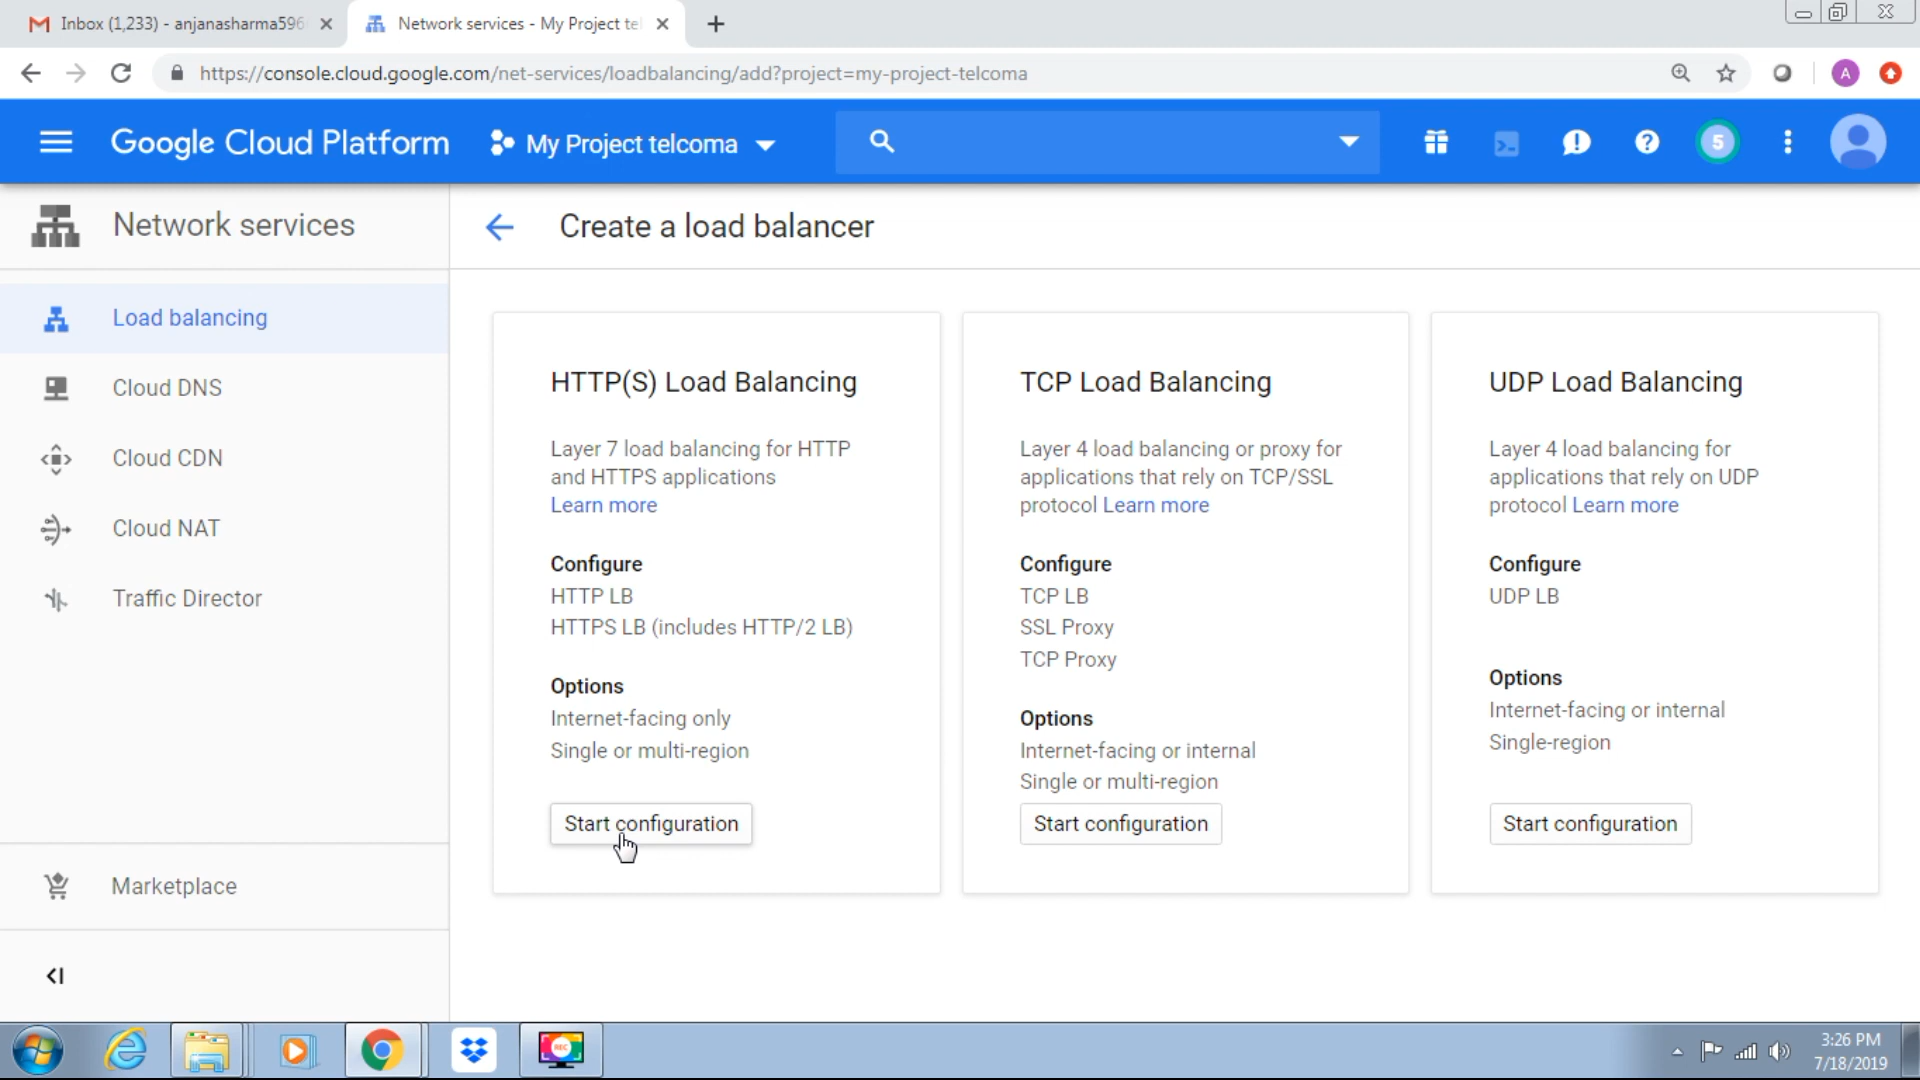 Inbox (1,233) - anjanasharma596
Network services - My Project tel
https://console.cloud.google.com/net-services/loadbalancing/add?project=my-project-telcoma
A
Google Cloud Platform
My Project telcoma
5
Network services
Create a load balancer
Load balancing
Cloud DNS
Cloud CDN
Cloud NAT
Traffic Director
Marketplace
HTTP(S) Load Balancing
Layer 7 load balancing for HTTP
and HTTPS applications
Learn more
Configure
HTTP LB
HTTPS LB (includes HTTP/2 LB)
Options
Internet-facing only
Single or multi-region
Start configuration
TCP Load Balancing
Layer 4 load balancing or proxy for
applications that rely on TCP/SSL
protocol Learn more
Configure
TCP LB
SSL Proxy
TCP Proxy
Options
Internet-facing or internal
Single or multi-region
Start configuration
UDP Load Balancing
Layer 4 load balancing for
applications that rely on UDP
protocol Learn more
Configure
UDP LB
Options
Internet-facing or internal
Single-region
Start configuration
REC
3:26 PM
7/18/2019